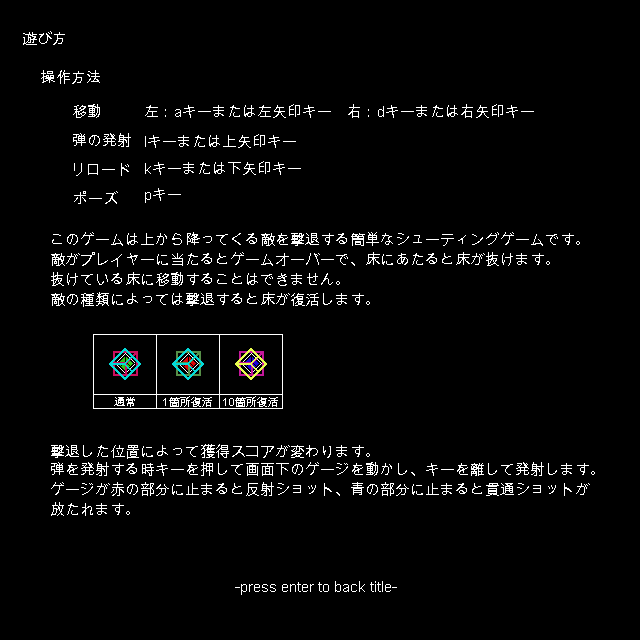 遊び方
操作方法
移動 左：aキーまたは左矢印キー 右：dキーまたは右矢印キー
弾の発射 lキーまたは上矢印キー
リロード kキーまたは下矢印キー
ポーズ pキー
このゲームは上から降ってくる敵を撃退する簡単なシューティングゲームです。
敵がプレイヤーに当たるとゲームオーバーで、床にあたると床が抜けます。
抜けている床に移動することはできません。
敵の種類によっては撃退すると床が復活します。
通常 1箇所復活 10箇所復活
撃退した位置によって獲得スコアが変わります。
弾を発射する時キーを押して画面下のゲージを動かし、キーを離して発射します。
ゲージが赤の部分に止まると反射ショット、青の部分に止まると貫通ショットが
放たれます。
-press enter to back title-